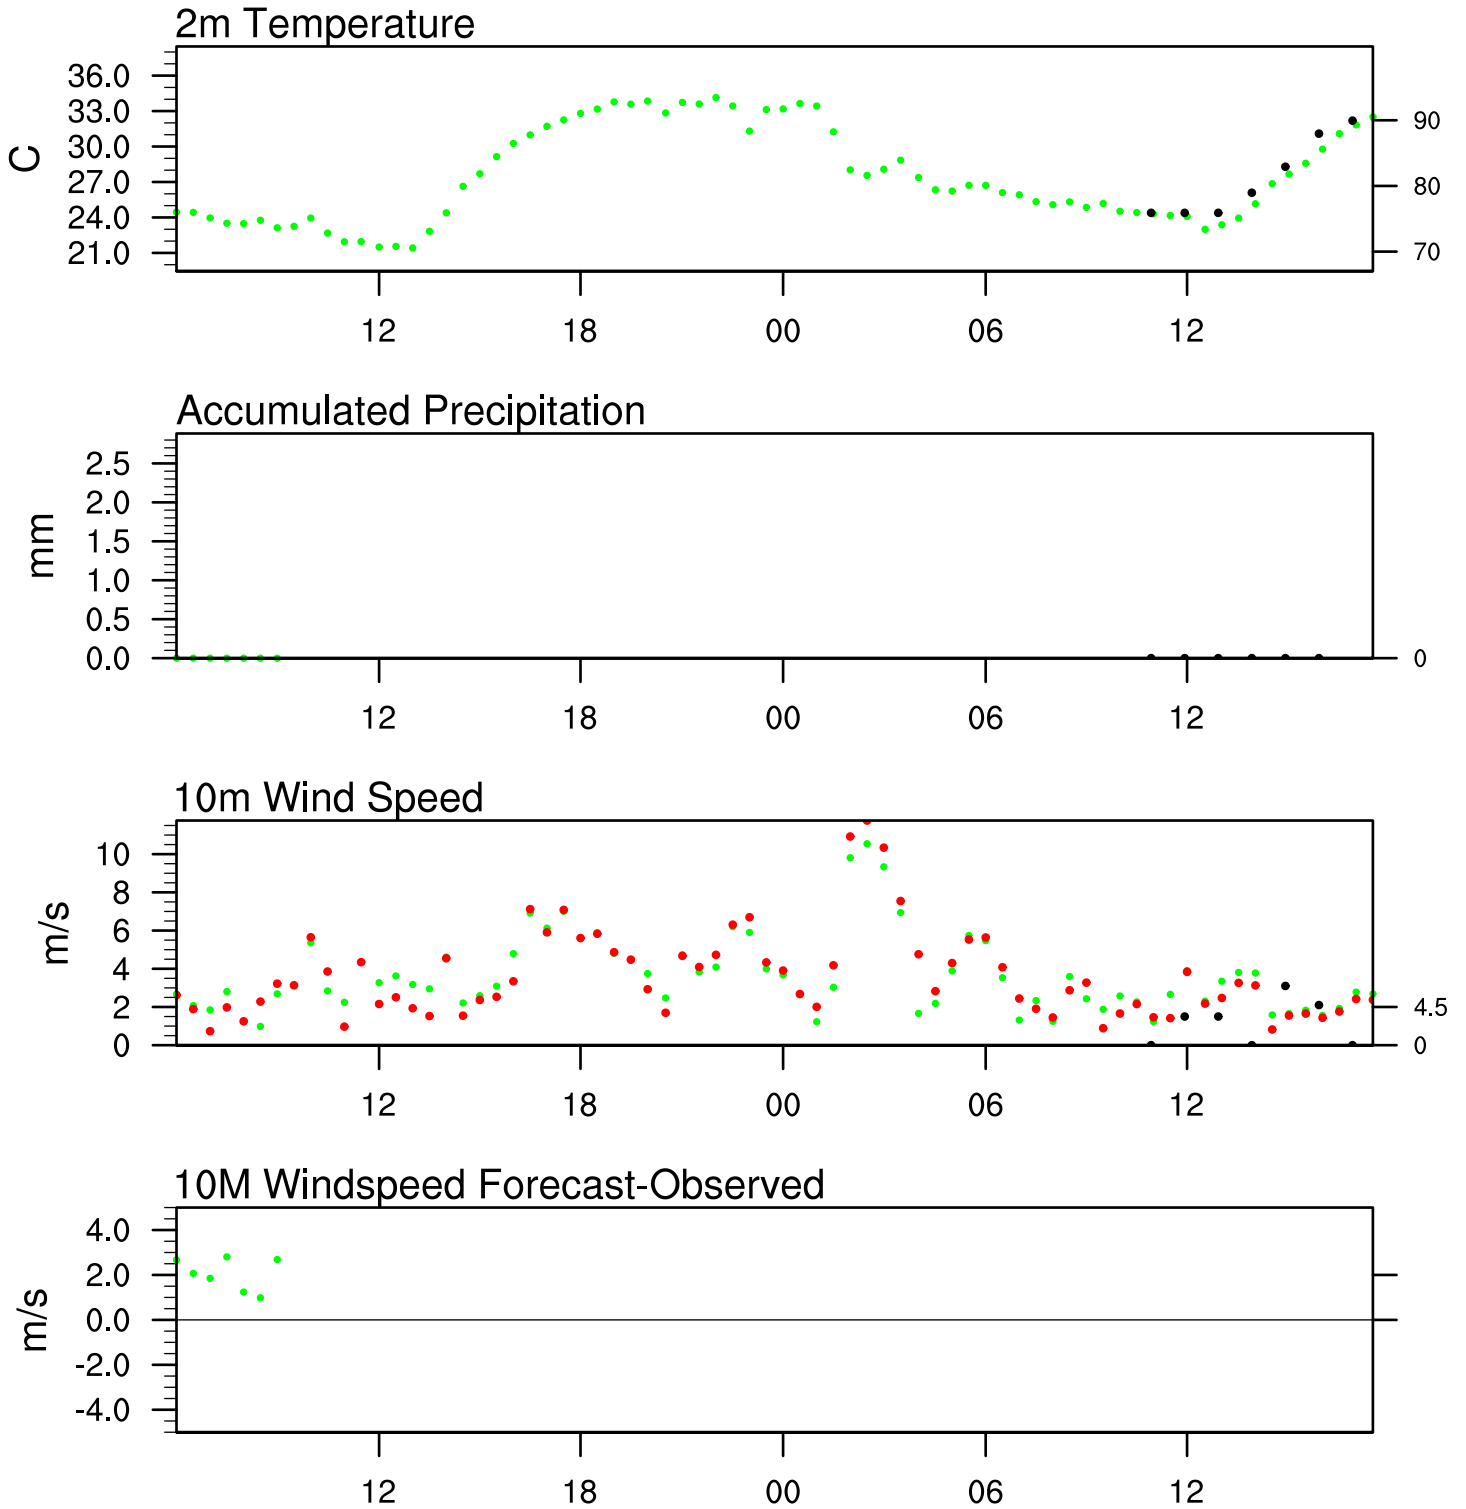 2m Temperature
36.0
33.0
30.0
27.0
24.0
21.0
C
90
80
70
12 18 00 06 12
Accumulated Precipitation
2.5
2.0
1.5
1.0
0.5
0.0
mm
0
12 18 00 06 12
10m Wind Speed
10
8
6
4
2
0
m/s
4.5
0
12 18 00 06 12
10M Windspeed Forecast-Observed
4.0
2.0
0.0
-2.0
-4.0
m/s
12 18 00 06 12